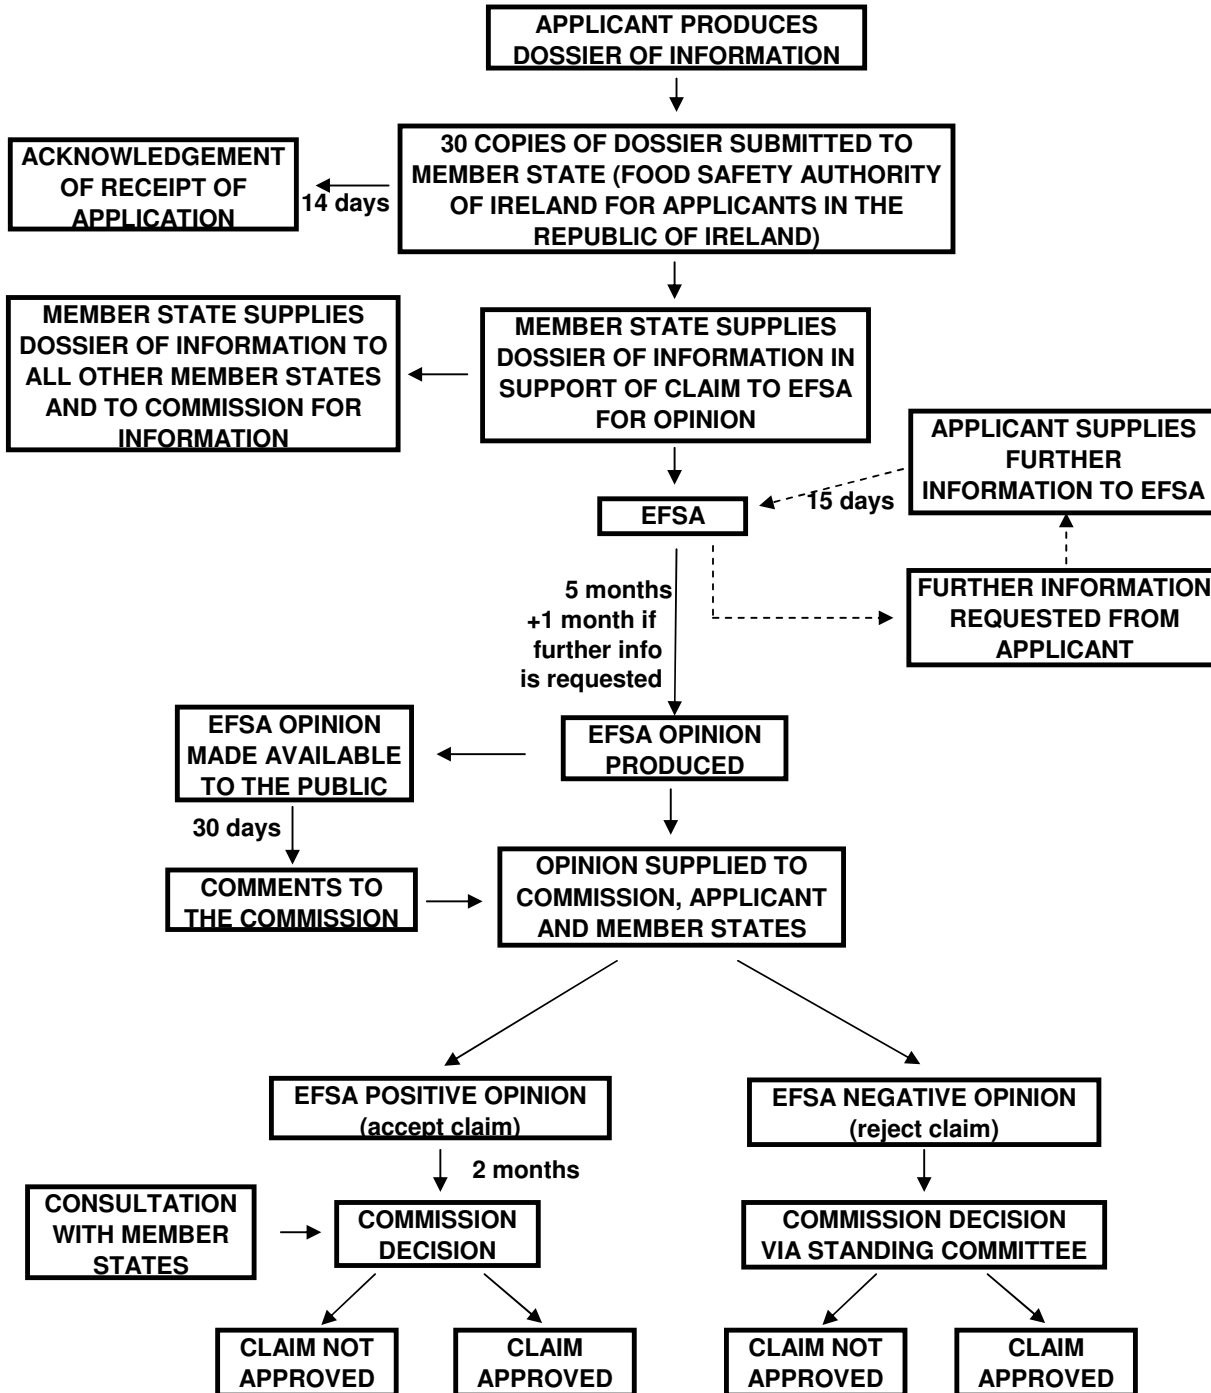 APPLICANT PRODUCES
DOSSIER OF INFORMATION
30 COPIES OF DOSSIER SUBMITTED TO
MEMBER STATE (FOOD SAFETY AUTHORITY
OF IRELAND FOR APPLICANTS IN THE
REPUBLIC OF IRELAND)
ACKNOWLEDGEMENT
OF RECEIPT OF
APPLICATION
14 days
MEMBER STATE SUPPLIES
DOSSIER OF INFORMATION TO
ALL OTHER MEMBER STATES
AND TO COMMISSION FOR
INFORMATION
MEMBER STATE SUPPLIES
DOSSIER OF INFORMATION IN
SUPPORT OF CLAIM TO EFSA
FOR OPINION
APPLICANT SUPPLIES
FURTHER
INFORMATION TO EFSA
15 days
EFSA
FURTHER INFORMATION
REQUESTED FROM
APPLICANT
5 months
+1 month if
further info
is requested
EFSA OPINION
MADE AVAILABLE
TO THE PUBLIC
EFSA OPINION
PRODUCED
30 days
COMMENTS TO
THE COMMISSION
OPINION SUPPLIED TO
COMMISSION, APPLICANT
AND MEMBER STATES
EFSA POSITIVE OPINION
(accept claim)
EFSA NEGATIVE OPINION
(reject claim)
2 months
CONSULTATION
WITH MEMBER
STATES
COMMISSION
DECISION
COMMISSION DECISION
VIA STANDING COMMITTEE
CLAIM NOT
APPROVED
CLAIM
APPROVED
CLAIM NOT
APPROVED
CLAIM
APPROVED